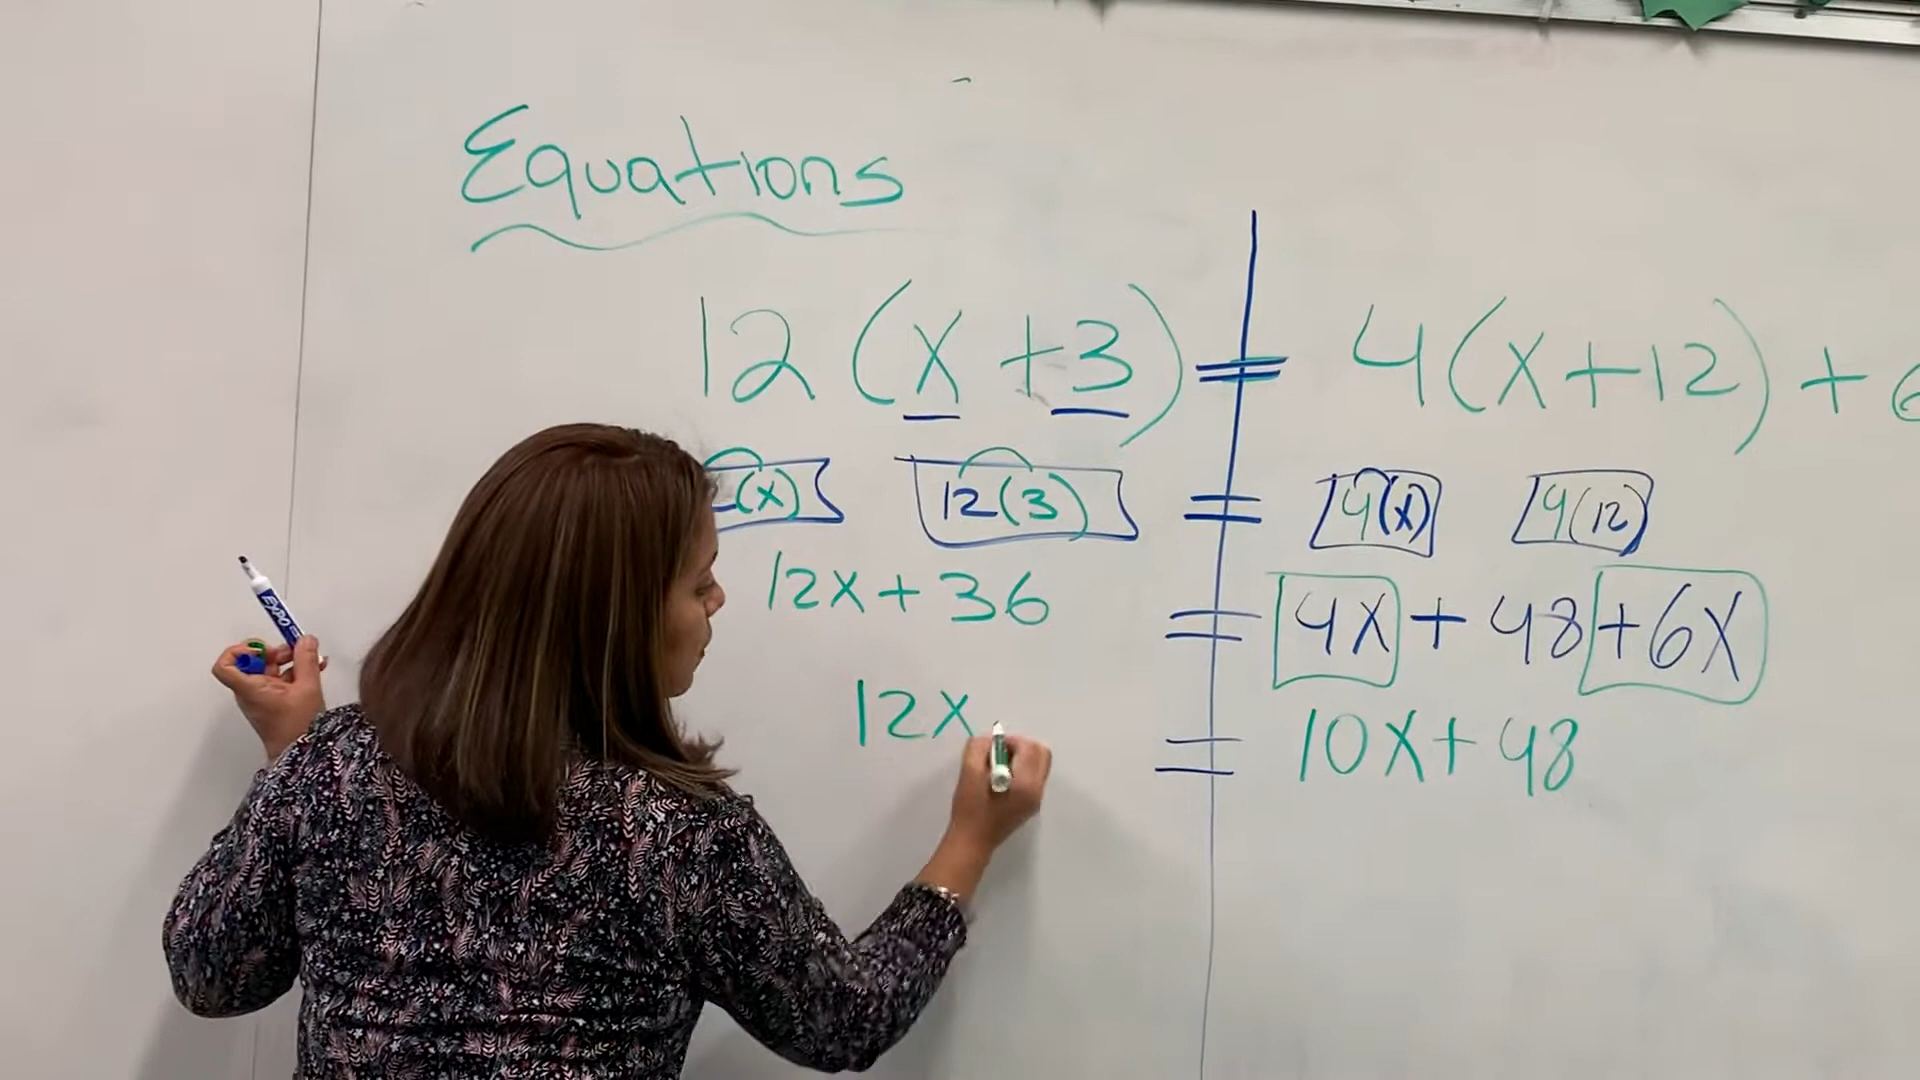 Equations
12 (x + 3) = 4(x+12) + 6
(x) 12(3) = 4(x) 4(12)
12x + 36 = 4x + 48 + 6x
12x = 10x + 48
EXPO